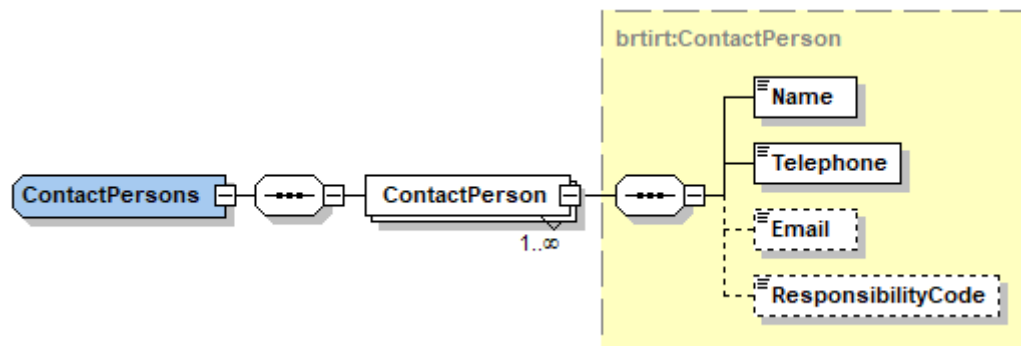 brtirt:ContactPerson
Name
Telephone
ContactPersons
ContactPerson
1..∞
Email
ResponsibilityCode